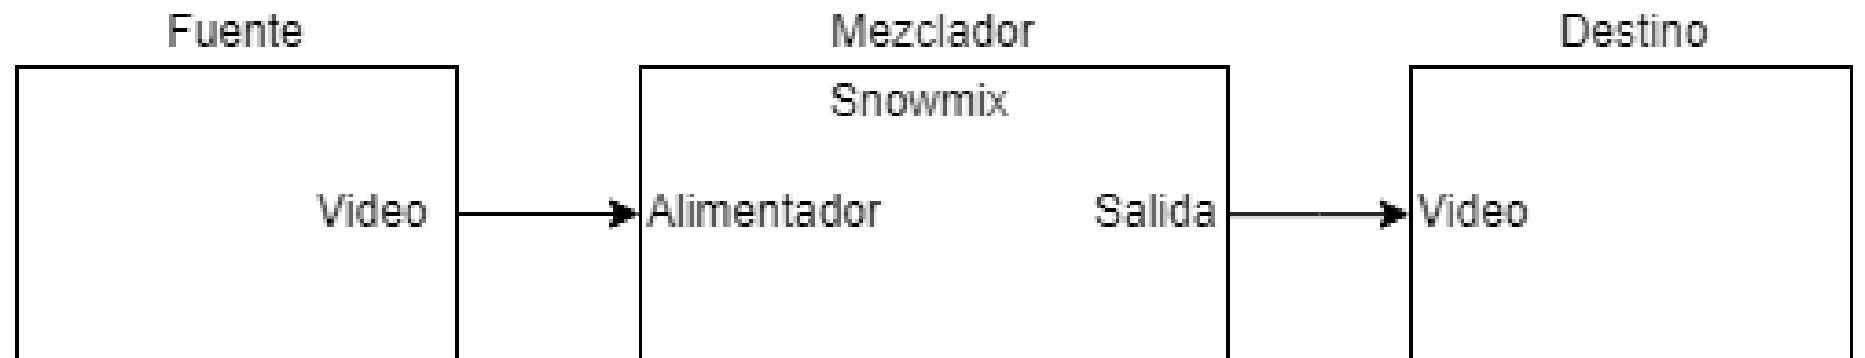 Fuente
Mezclador
Destino
Snowmix
Video
Alimentador
Salida
Video